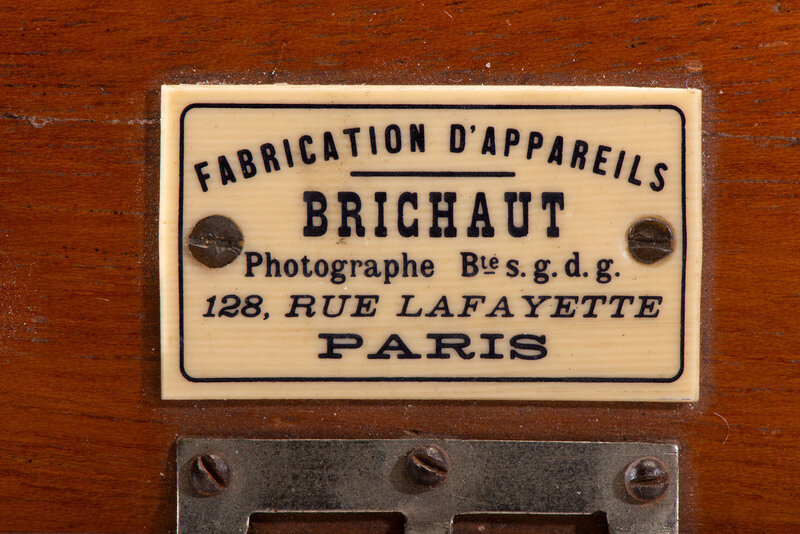 FABRICATION D'APPAREILS
BRICHAUT
Photographe Bté s.g.d.g.
128, RUE LAFAYETTE
PARIS